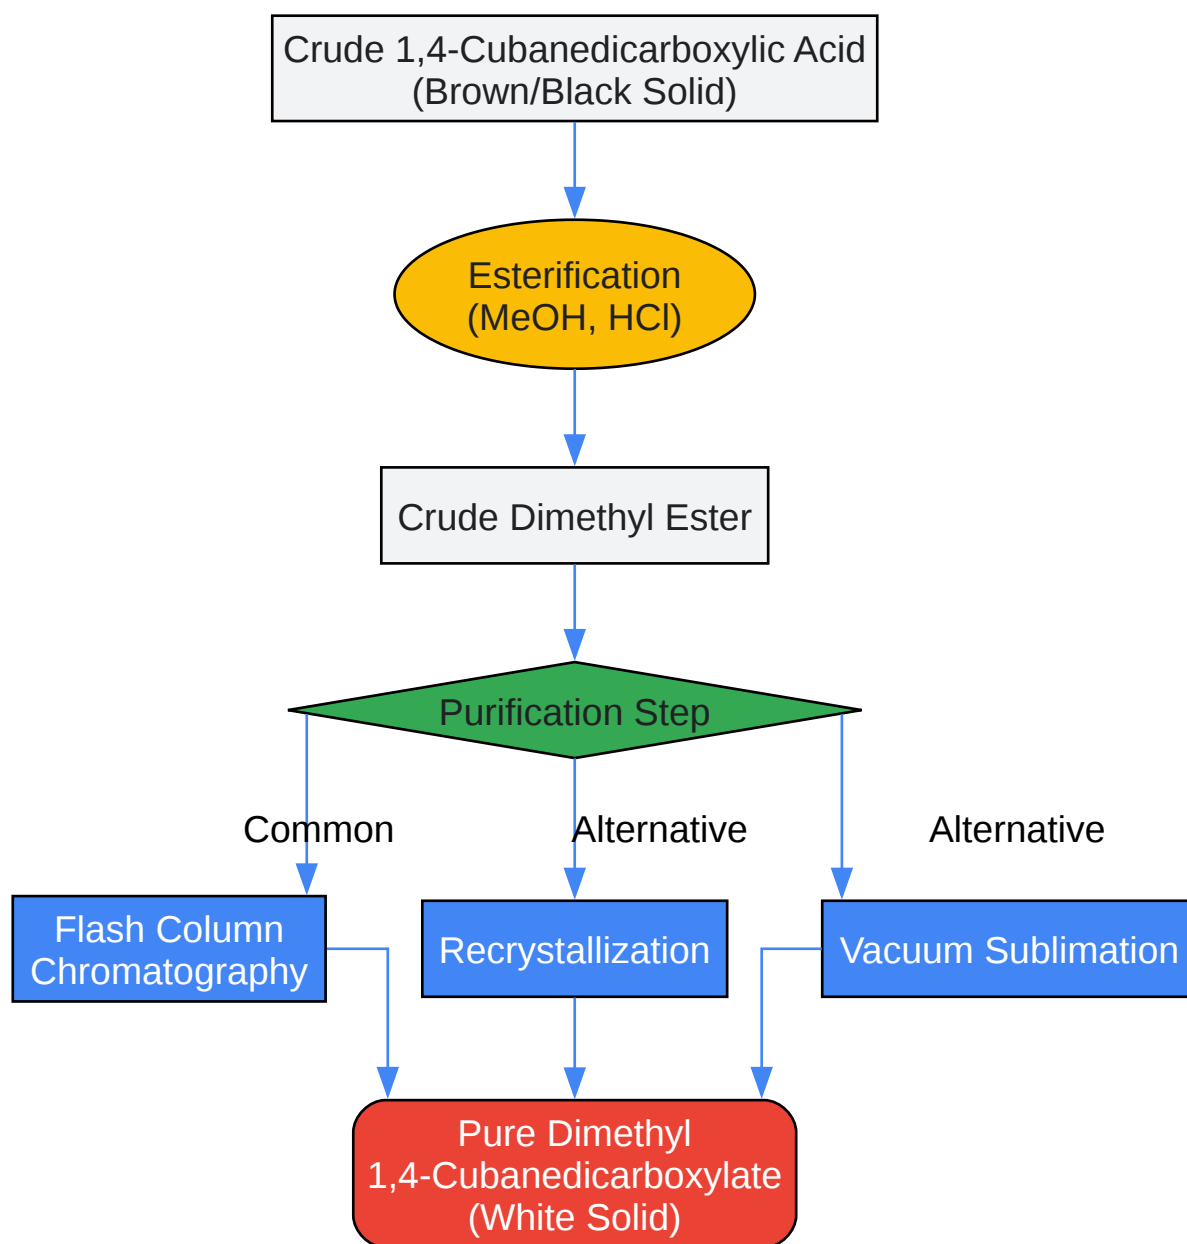 Crude 1,4-Cubanedicarboxylic Acid
(Brown/Black Solid)
Esterification
(MeOH, HCl)
Crude Dimethyl Ester
Purification Step
Common
Alternative
Alternative
Flash Column
Chromatography
Recrystallization
Vacuum Sublimation
Pure Dimethyl
1,4-Cubanedicarboxylate
(White Solid)